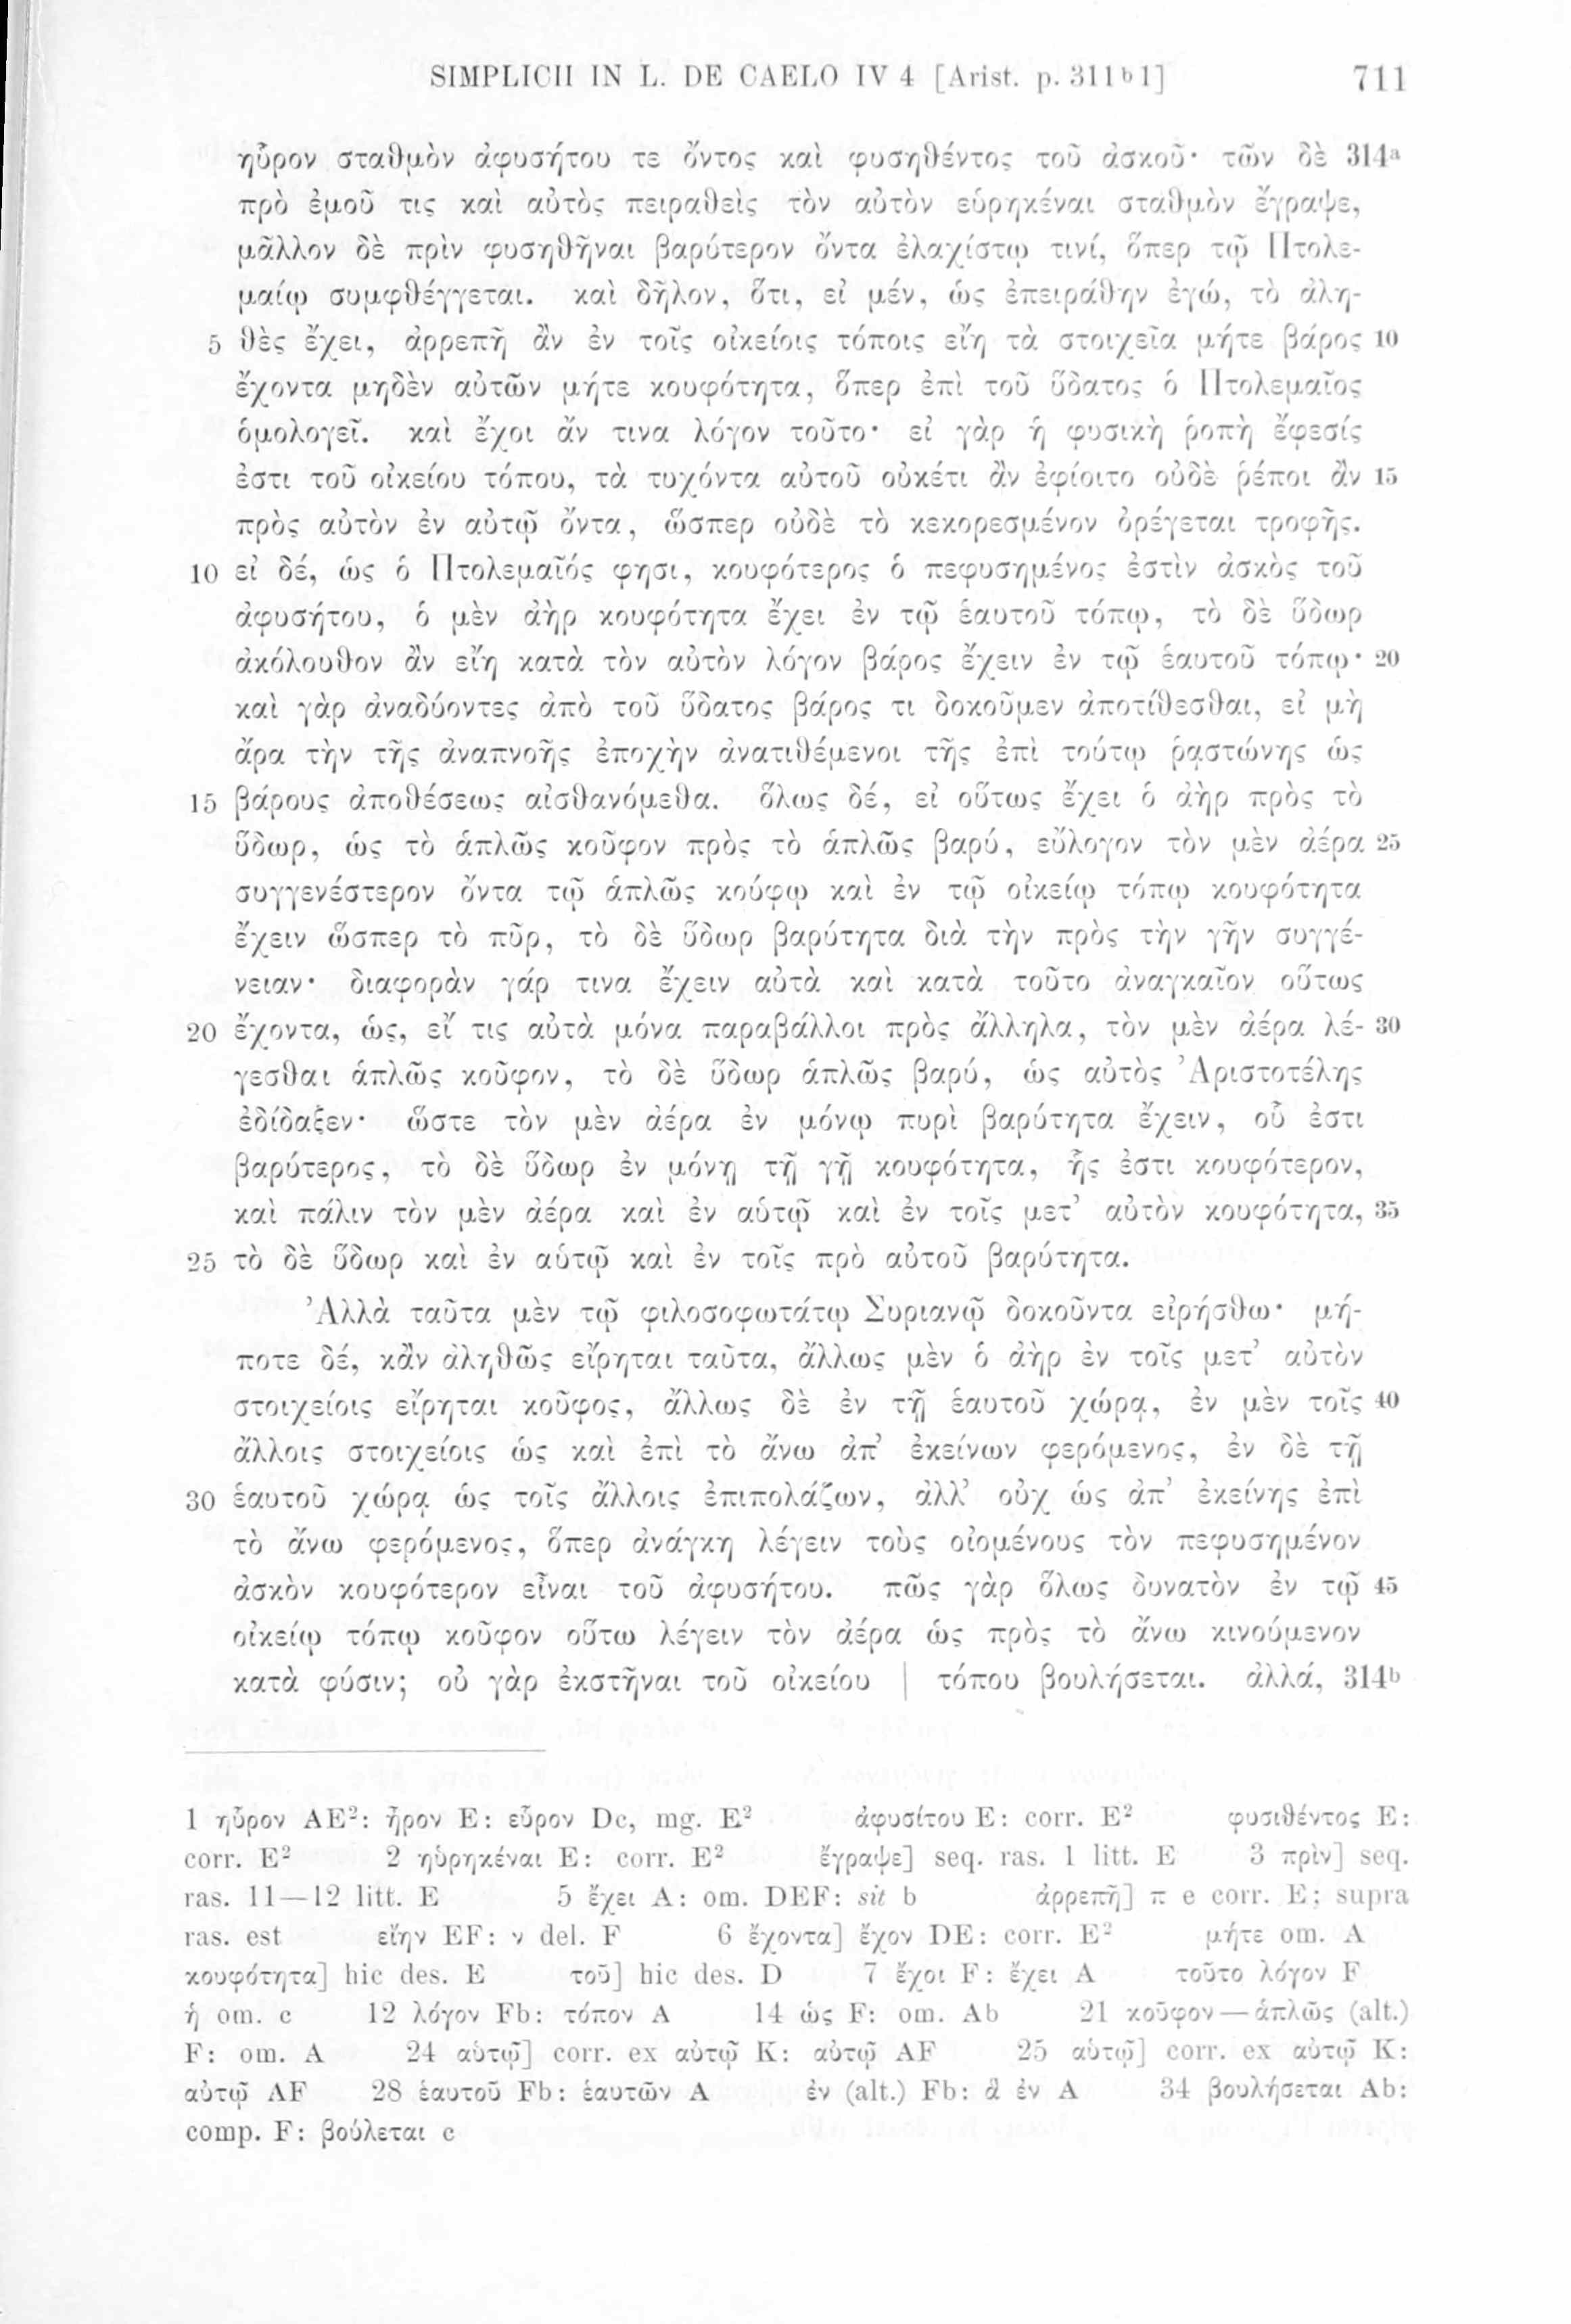 SIMPLICII IN L. DE CAELO IV 4 [Arist. p. 311b1] 711
ηὗρον σταθμὸν ἀφυσήτου τε ὄντος καὶ φυσηθέντος τοῦ ἀσκοῦ· τῶν δὲ 314a
πρὸ ἐμοῦ τις καὶ αὐτὸς πειραθεὶς τὸν αὐτὸν εὑρηκέναι σταθμὸν ἔγραψε,
μᾶλλον δὲ πρὶν φυσηθῆναι βαρύτερον ὄντα ἐλαχίστῳ τινί, ὅπερ τῷ Πτολε-
μαίῳ συμφθέγγεται. καὶ δῆλον, ὅτι, εἰ μέν, ὡς ἐπειράθην ἐγώ, τὸ ἀλη-
5 θὲς ἔχει, ἀρρεπῆ ἂν ἐν τοῖς οἰκείοις τόποις εἴη τὰ στοιχεῖα μήτε βάρος 10
ἔχοντα μηδὲν αὐτῶν μήτε κουφότητα, ὅπερ ἐπὶ τοῦ ὕδατος ὁ Πτολεμαῖος
ὁμολογεῖ. καὶ ἔχοι ἄν τινα λόγον τοῦτο· εἰ γὰρ ἡ φυσικὴ ῥοπὴ ἔφεσίς
ἐστι τοῦ οἰκείου τόπου, τὰ τυχόντα αὐτοῦ οὐκέτι ἂν ἐφίοιτο οὐδὲ ῥέποι ἂν 15
πρὸς αὐτὸν ἐν αὐτῷ ὄντα, ὥσπερ οὐδὲ τὸ κεκορεσμένον ὀρέγεται τροφῆς.
10 εἰ δέ, ὡς ὁ Πτολεμαῖός φησι, κουφότερος ὁ πεφυσημένος ἐστὶν ἀσκὸς τοῦ
ἀφυσήτου, ὁ μὲν ἀὴρ κουφότητα ἔχει ἐν τῷ ἑαυτοῦ τόπῳ, τὸ δὲ ὕδωρ
ἀκόλουθον ἂν εἴη κατὰ τὸν αὐτὸν λόγον βάρος ἔχειν ἐν τῷ ἑαυτοῦ τόπῳ· 20
καὶ γὰρ ἀναδύοντες ἀπὸ τοῦ ὕδατος βάρος τι δοκοῦμεν ἀποτίθεσθαι, εἰ μὴ
ἄρα τὴν τῆς ἀναπνοῆς ἐποχὴν ἀνατιθέμενοι τῆς ἐπὶ τούτῳ ῥᾳστώνης ὡς
15 βάρους ἀποθέσεως αἰσθανόμεθα. ὅλως δέ, εἰ οὕτως ἔχει ὁ ἀὴρ πρὸς τὸ
ὕδωρ, ὡς τὸ ἁπλῶς κοῦφον πρὸς τὸ ἁπλῶς βαρύ, εὔλογον τὸν μὲν ἀέρα 25
συγγενέστερον ὄντα τῷ ἁπλῶς κούφῳ καὶ ἐν τῷ οἰκείῳ τόπῳ κουφότητα
ἔχειν ὥσπερ τὸ πῦρ, τὸ δὲ ὕδωρ βαρύτητα διὰ τὴν πρὸς τὴν γῆν συγγέ-
νειαν· διαφορὰν γάρ τινα ἔχειν αὐτὰ καὶ κατὰ τοῦτο ἀναγκαῖον οὕτως
20 ἔχοντα, ὡς, εἴ τις αὐτὰ μόνα παραβάλλοι πρὸς ἄλληλα, τὸν μὲν ἀέρα λέ- 30
γεσθαι ἁπλῶς κοῦφον, τὸ δὲ ὕδωρ ἁπλῶς βαρύ, ὡς αὐτὸς Ἀριστοτέλης
ἐδίδαξεν· ὥστε τὸν μὲν ἀέρα ἐν μόνῳ πυρὶ βαρύτητα ἔχειν, οὗ ἐστι
βαρύτερος, τὸ δὲ ὕδωρ ἐν μόνῃ τῇ γῇ κουφότητα, ἧς ἐστι κουφότερον,
καὶ πάλιν τὸν μὲν ἀέρα καὶ ἐν αὑτῷ καὶ ἐν τοῖς μετ’ αὐτὸν κουφότητα, 35
25 τὸ δὲ ὕδωρ καὶ ἐν αὑτῷ καὶ ἐν τοῖς πρὸ αὐτοῦ βαρύτητα.
Ἀλλὰ ταῦτα μὲν τῷ φιλοσοφωτάτῳ Συριανῷ δοκοῦντα εἰρήσθω· μή-
ποτε δέ, κἂν ἀληθῶς εἴρηται ταῦτα, ἄλλως μὲν ὁ ἀὴρ ἐν τοῖς μετ’ αὐτὸν
στοιχείοις εἴρηται κοῦφος, ἄλλως δὲ ἐν τῇ ἑαυτοῦ χώρᾳ, ἐν μὲν τοῖς 40
ἄλλοις στοιχείοις ὡς καὶ ἐπὶ τὸ ἄνω ἀπ’ ἐκείνων φερόμενος, ἐν δὲ τῇ
30 ἑαυτοῦ χώρᾳ ὡς τοῖς ἄλλοις ἐπιπολάζων, ἀλλ’ οὐχ ὡς ἀπ’ ἐκείνης ἐπὶ
τὸ ἄνω φερόμενος, ὅπερ ἀνάγκη λέγειν τοὺς οἰομένους τὸν πεφυσημένον
ἀσκὸν κουφότερον εἶναι τοῦ ἀφυσήτου. πῶς γὰρ ὅλως δυνατὸν ἐν τῷ 45
οἰκείῳ τόπῳ κοῦφον οὕτω λέγειν τὸν ἀέρα ὡς πρὸς τὸ ἄνω κινούμενον
κατὰ φύσιν; οὐ γὰρ ἐκστῆναι τοῦ οἰκείου | τόπου βουλήσεται. ἀλλά, 314b
1 ηὗρον AE²: ἦρον E: εὗρον Dc, mg. E² ἀφυσίτου E: corr. E² φυσιθέντος E:
corr. E² 2 ηὑρηκέναι E: corr. E² ἔγραψε] seq. ras. 1 litt. E 3 πρὶν] seq.
ras. 11—12 litt. E 5 ἔχει A: om. DEF: sit b ἀρρεπῆ] π e corr. E; supra
ras. est εἴην EF: ν del. F 6 ἔχοντα] ἔχον DE: corr. E² μήτε om. A
κουφότητα] hic des. E τοῦ] hic des. D 7 ἔχοι F: ἔχει A τοῦτο λόγον F
ἡ om. c 12 λόγον Fb: τόπον A 14 ὡς F: om. Ab 21 κοῦφον—ἁπλῶς (alt.)
F: om. A 24 αὑτῷ] corr. ex αὐτῷ K: αὐτῷ AF 25 αὑτῷ] corr. ex αὐτῷ K:
αὐτῷ AF 28 ἑαυτοῦ Fb: ἑαυτῶν A ἐν (alt.) Fb: ἃ ἐν A 34 βουλήσεται Ab:
comp. F: βούλεται c